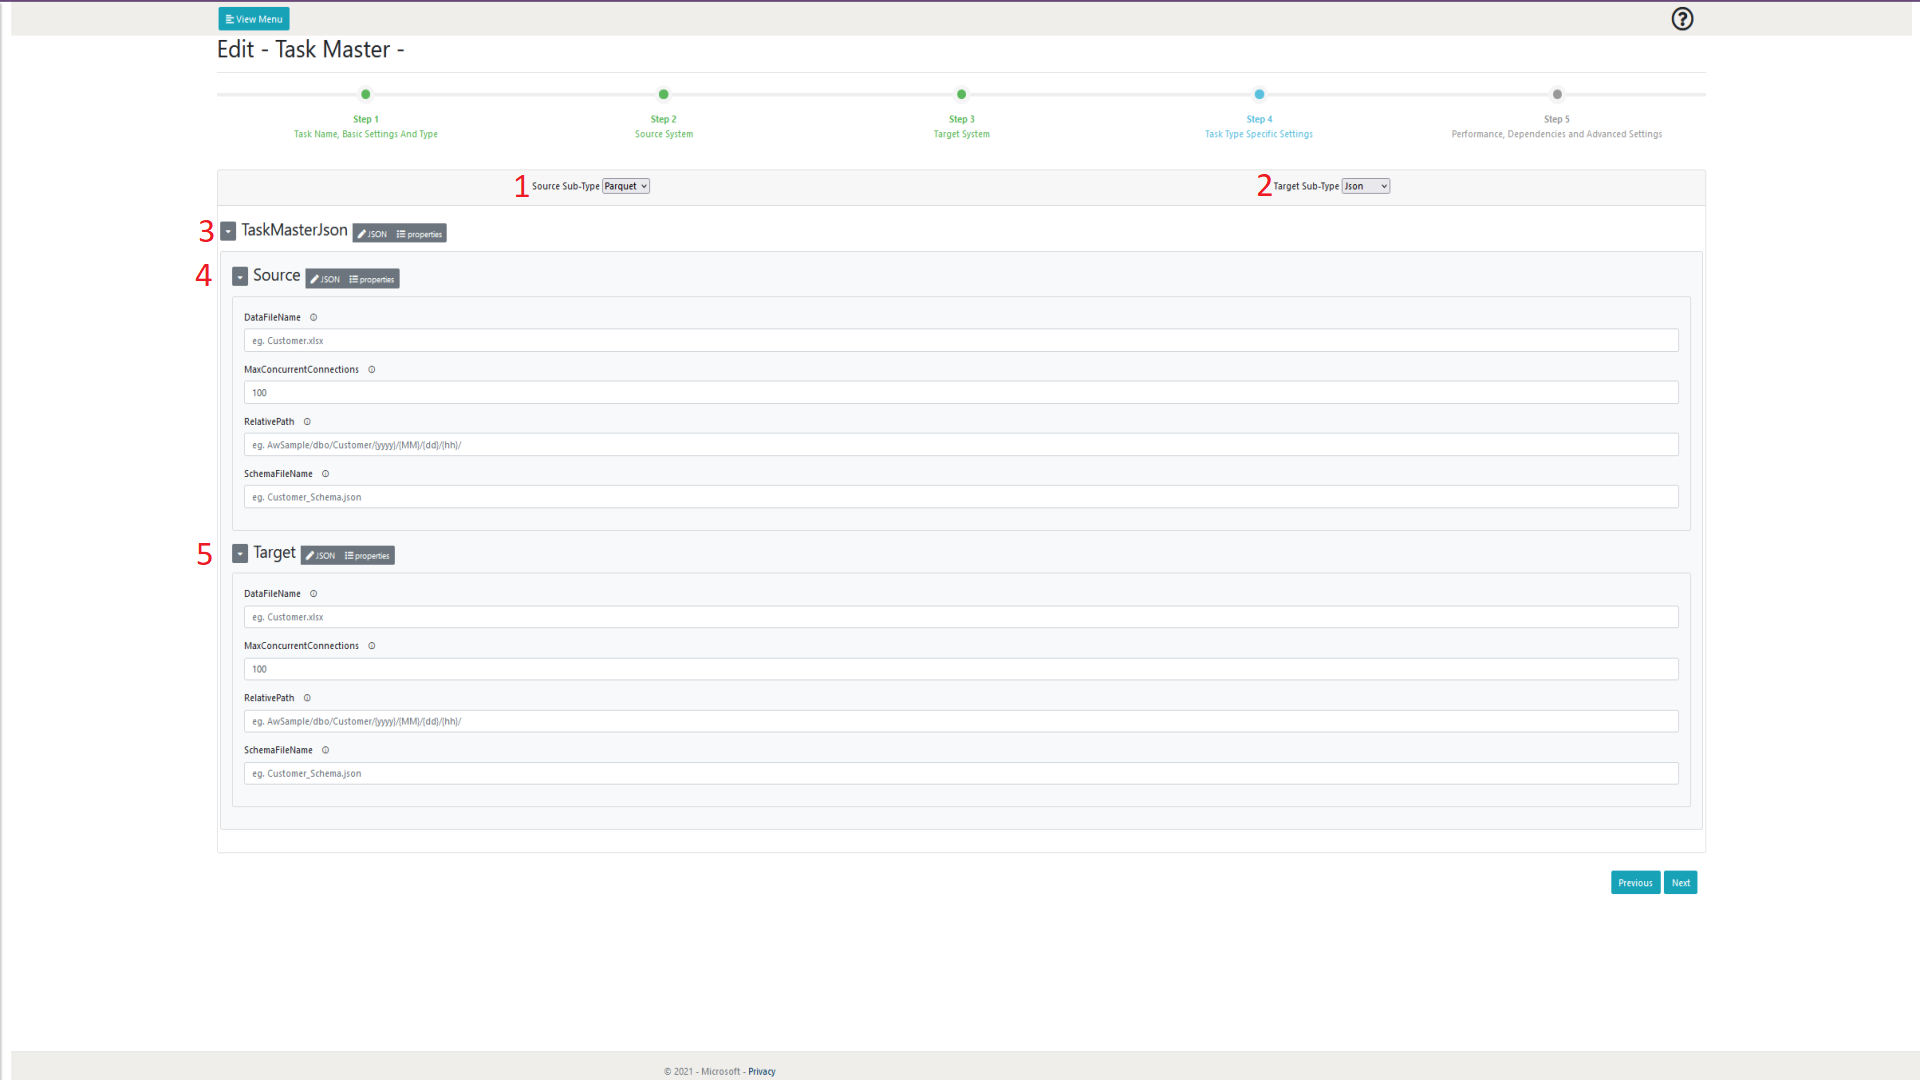 View Menu
?
Edit - Task Master -
Step 1
Task Name, Basic Settings And Type
Step 2
Source System
Step 3
Target System
Step 4
Task Type Specific Settings
Step 5
Performance, Dependencies and Advanced Settings
1 Source Sub-Type Parquet
2 Target Sub-Type Json
3 TaskMasterJson JSON properties
4 Source JSON properties
DataFileName
eg. Customer.xlsx
MaxConcurrentConnections
100
RelativePath
eg. AwSample/dbo/Customer/{yyyy}/{MM}/{dd}/{hh}/
SchemaFileName
eg. Customer_Schema.json
5 Target JSON properties
DataFileName
eg. Customer.xlsx
MaxConcurrentConnections
100
RelativePath
eg. AwSample/dbo/Customer/{yyyy}/{MM}/{dd}/{hh}/
SchemaFileName
eg. Customer_Schema.json
Previous Next
© 2021 - Microsoft - Privacy